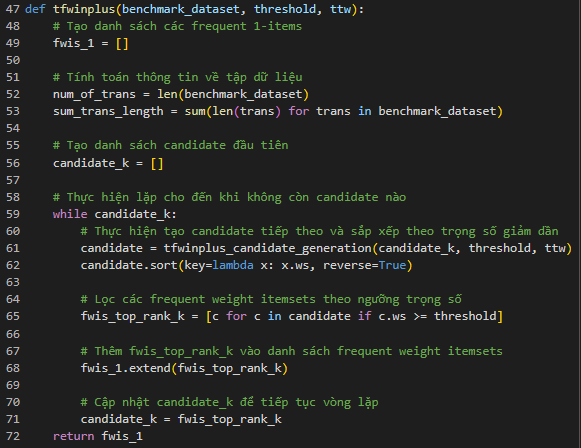 47 def tfwinplus(benchmark_dataset, threshold, ttw):
48     # Tạo danh sách các frequent 1-items
49     fwis_1 = []
50
51     # Tính toán thông tin về tập dữ liệu
52     num_of_trans = len(benchmark_dataset)
53     sum_trans_length = sum(len(trans) for trans in benchmark_dataset)
54
55     # Tạo danh sách candidate đầu tiên
56     candidate_k = []
57
58     # Thực hiện lặp cho đến khi không còn candidate nào
59     while candidate_k:
60         # Thực hiện tạo candidate tiếp theo và sắp xếp theo trọng số giảm dần
61         candidate = tfwinplus_candidate_generation(candidate_k, threshold, ttw)
62         candidate.sort(key=lambda x: x.ws, reverse=True)
63
64         # Lọc các frequent weight itemsets theo ngưỡng trọng số
65         fwis_top_rank_k = [c for c in candidate if c.ws >= threshold]
66
67         # Thêm fwis_top_rank_k vào danh sách frequent weight itemsets
68         fwis_1.extend(fwis_top_rank_k)
69
70         # Cập nhật candidate_k để tiếp tục vòng lặp
71         candidate_k = fwis_top_rank_k
72     return fwis_1